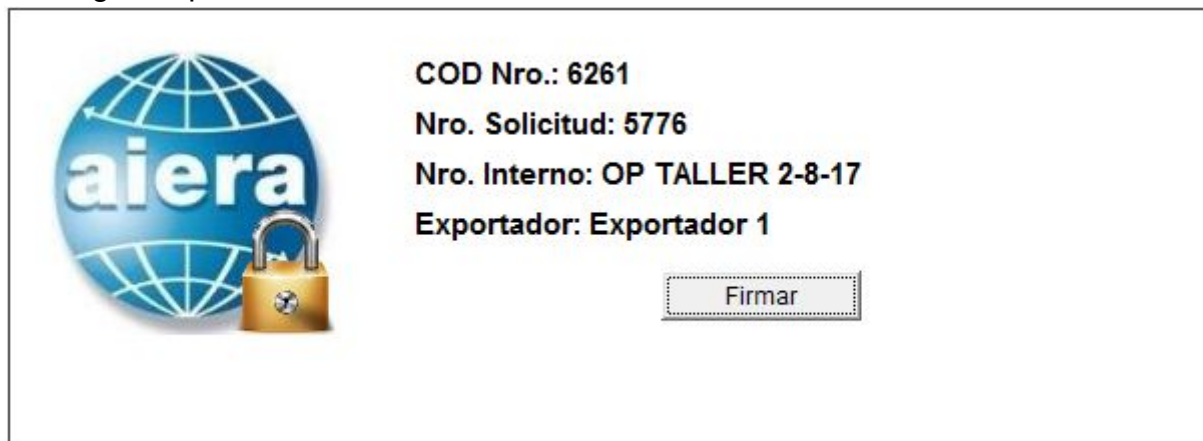 COD Nro.: 6261
Nro. Solicitud: 5776
Nro. Interno: OP TALLER 2-8-17
Exportador: Exportador 1
aiera
Firmar